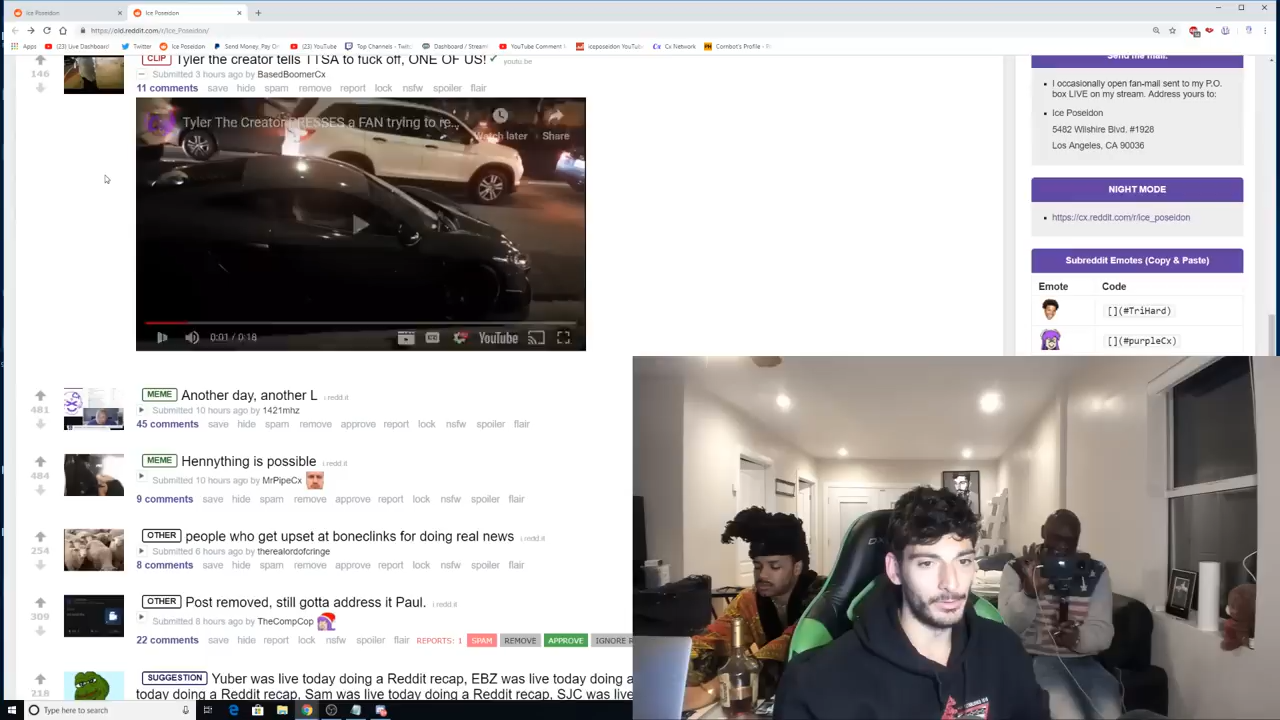 Ice Poseidon
Ice Poseidon
https://old.reddit.com/r/Ice_Poseidon/
Apps (23) Live Dashboard Twitter Ice Poseidon Send Money, Pay On (23) YouTube Top Channels - Twitc Dashboard / Stream YouTube Comment iceposeidon YouTub Cx Network Combot's Profile - P
146
CLIP Tyler the creator tells TTSA to fuck off, ONE OF US! youtu.be
Submitted 3 hours ago by BasedBoomerCx
11 comments save hide spam remove report lock nsfw spoiler flair
Tyler The Creator PRESSES a FAN trying to re...
Watch later Share
0:01 / 0:18
YouTube
481
MEME Another day, another L i.redd.it
Submitted 10 hours ago by 1421mhz
45 comments save hide spam remove approve report lock nsfw spoiler flair
484
MEME Hennything is possible i.redd.it
Submitted 10 hours ago by MrPipeCx
9 comments save hide spam remove approve report lock nsfw spoiler flair
254
OTHER people who get upset at boneclinks for doing real news i.redd.it
Submitted 6 hours ago by therealordofcringe
8 comments save hide spam remove approve report lock nsfw spoiler flair
309
OTHER Post removed, still gotta address it Paul. i.redd.it
Submitted 8 hours ago by TheCompCop
22 comments save hide report lock nsfw spoiler flair REPORTS: 1 SPAM REMOVE APPROVE IGNORE R
218
SUGGESTION Yuber was live today doing a Reddit recap, EBZ was live today doing a
today doing a Reddit recap, Sam was live today doing a Reddit recap, SJC was live
Send me mail:
I occasionally open fan-mail sent to my P.O.
box LIVE on my stream. Address yours to:
Ice Poseidon
5482 Wilshire Blvd. #1928
Los Angeles, CA 90036
NIGHT MODE
https://cx.reddit.com/r/ice_poseidon
Subreddit Emotes (Copy & Paste)
Emote Code
[](#TriHard)
[](#purpleCx)
Type here to search